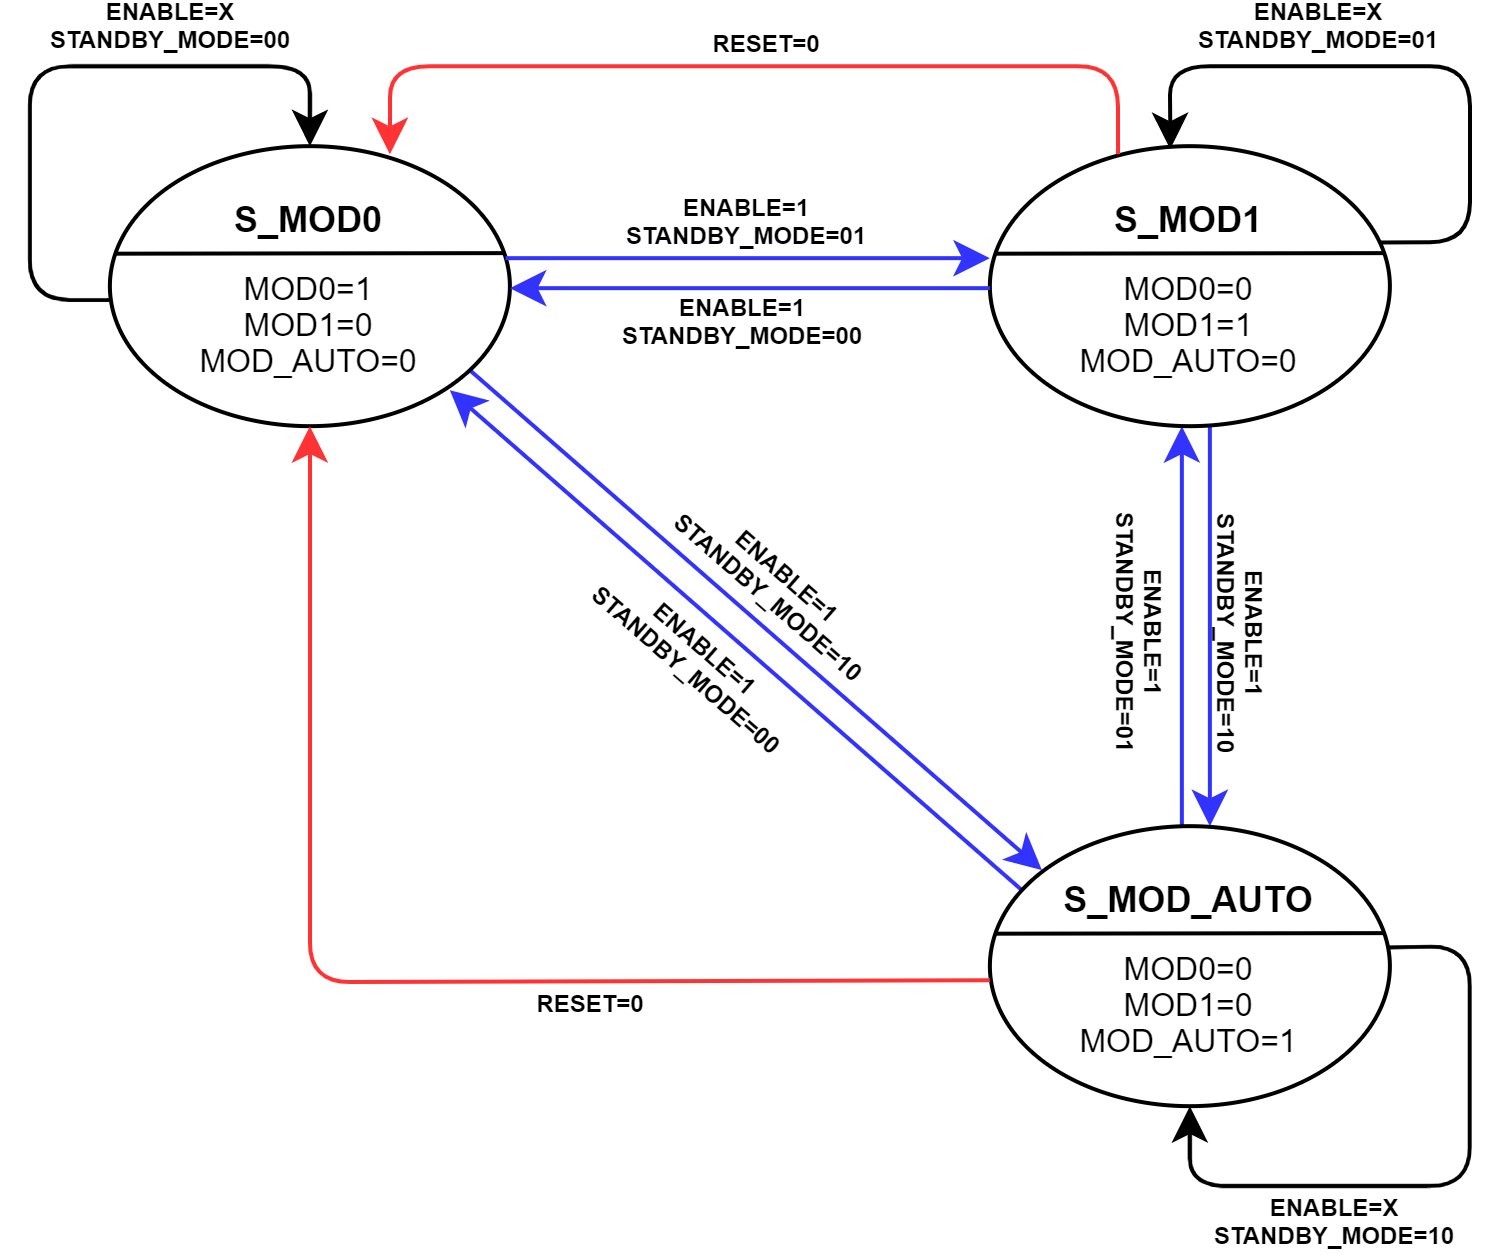 ENABLE=X
STANDBY_MODE=00
RESET=0
ENABLE=X
STANDBY_MODE=01
S_MOD0
MOD0=1
MOD1=0
MOD_AUTO=0
ENABLE=1
STANDBY_MODE=01
ENABLE=1
STANDBY_MODE=00
S_MOD1
MOD0=0
MOD1=1
MOD_AUTO=0
ENABLE=1
STANDBY_MODE=10
ENABLE=1
STANDBY_MODE=00
ENABLE=1
STANDBY_MODE=01
ENABLE=1
STANDBY_MODE=10
S_MOD_AUTO
MOD0=0
MOD1=0
MOD_AUTO=1
RESET=0
ENABLE=X
STANDBY_MODE=10